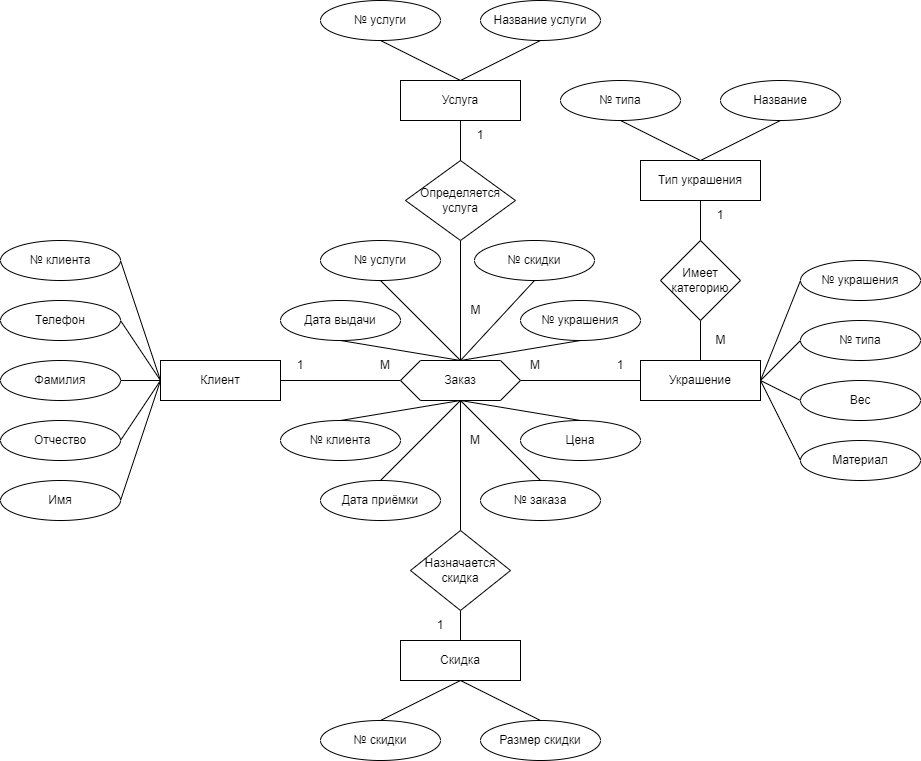 № услуги
Название услуги
Услуга
№ типа
Название
1
Тип украшения
Определяется
услуга
1
№ клиента
№ услуги
№ скидки
Имеет
категорию
№ украшения
Телефон
Дата выдачи
М
№ украшения
М
№ типа
Клиент
1
М
Заказ
М
1
Украшение
Фамилия
Вес
Отчество
№ клиента
М
Цена
Материал
Имя
Дата приёмки
№ заказа
Назначается
скидка
1
Скидка
№ скидки
Размер скидки